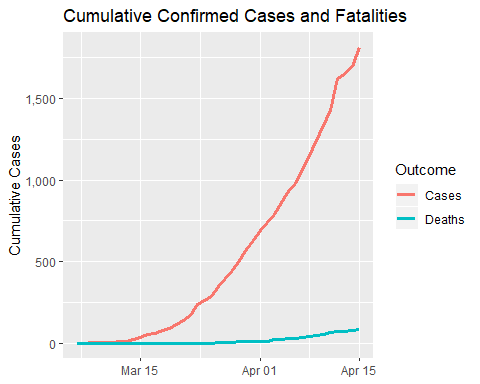 Cumulative Confirmed Cases and Fatalities
Cumulative Cases
1,500
1,000
500
0
Mar 15
Apr 01
Apr 15
Outcome
Cases
Deaths